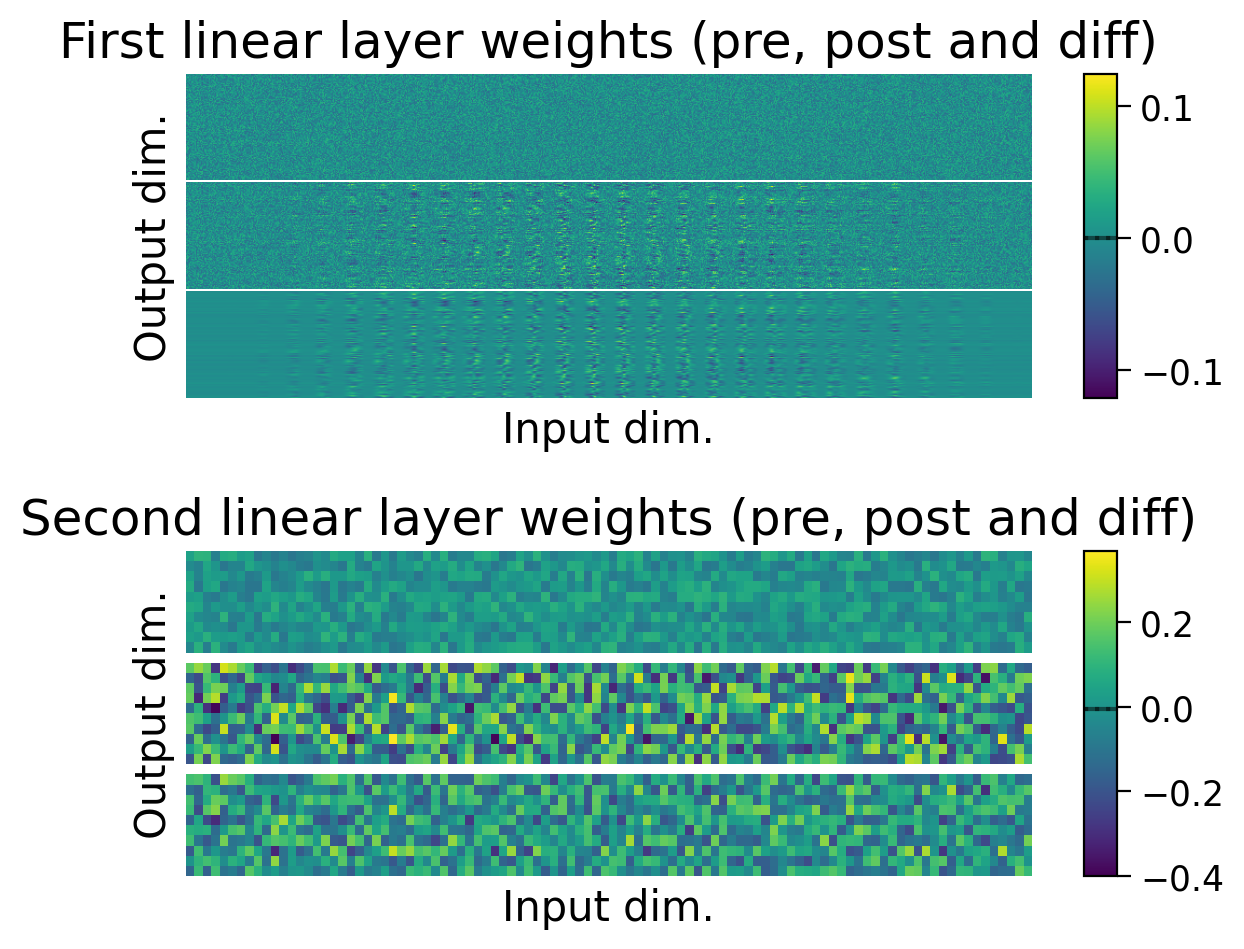 First linear layer weights (pre, post and diff)
Output dim.
0.1
0.0
−0.1
Input dim.
Second linear layer weights (pre, post and diff)
Output dim.
0.2
0.0
−0.2
−0.4
Input dim.